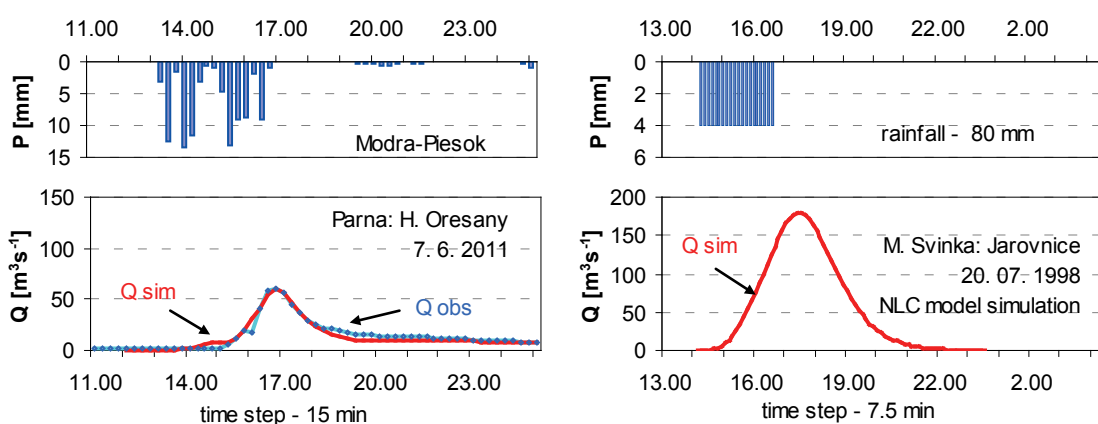 11.00 14.00 17.00 20.00 23.00
P [mm]
0
5
10
15
Modra-Piesok
Q [m³s⁻¹]
150
100
50
0
Parna: H. Oresany
7. 6. 2011
Q sim
Q obs
11.00 14.00 17.00 20.00 23.00
time step - 15 min
13.00 16.00 19.00 22.00 2.00
P [mm]
0
2
4
6
rainfall - 80 mm
Q [m³s⁻¹]
200
150
100
50
0
Q sim
M. Svinka: Jarovnice
20. 07. 1998
NLC model simulation
13.00 16.00 19.00 22.00 2.00
time step - 7.5 min